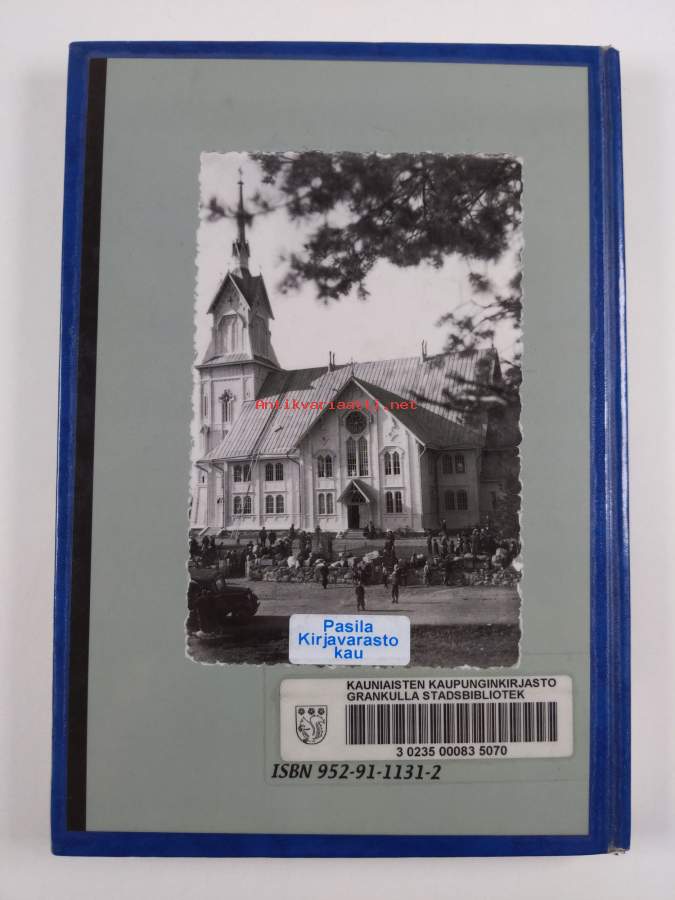 Antikvariaatti.net
Pasila
Kirjavarasto
kau
KAUNIAISTEN KAUPUNGINKIRJASTO
GRANKULLA STADSBIBLIOTEK
3 0235 00083 5070
ISBN 952-91-1131-2